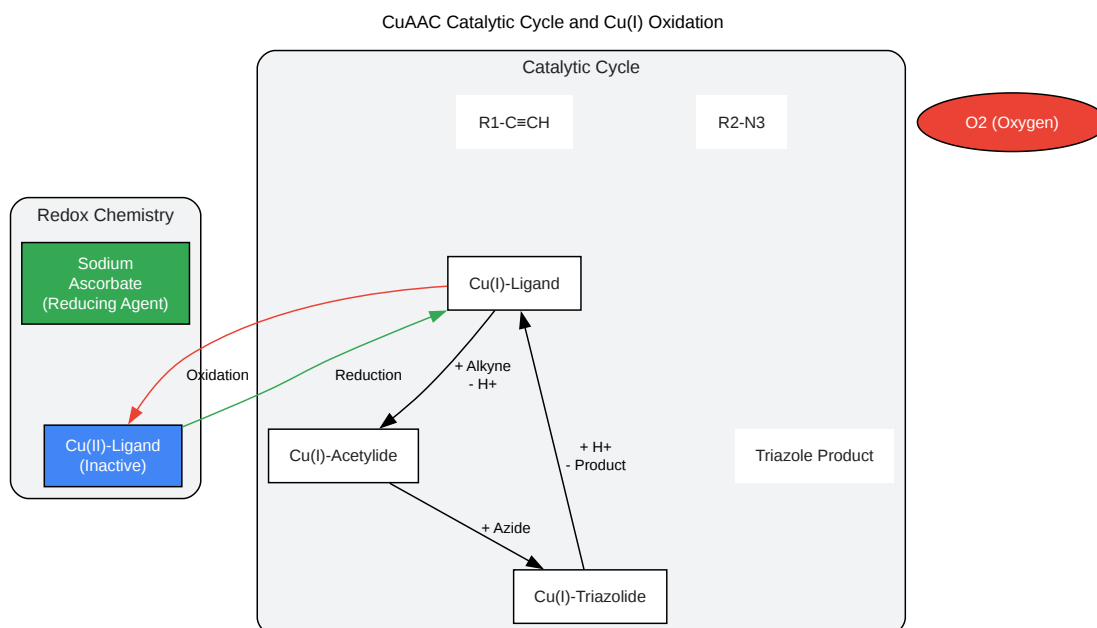 CuAAC Catalytic Cycle and Cu(I) Oxidation
Catalytic Cycle
R1-C≡CH
R2-N3
O2 (Oxygen)
Redox Chemistry
Sodium
Ascorbate
(Reducing Agent)
Cu(I)-Ligand
Oxidation
Reduction
+ Alkyne
- H+
Cu(II)-Ligand
(Inactive)
Cu(I)-Acetylide
+ H+
- Product
Triazole Product
+ Azide
Cu(I)-Triazolide